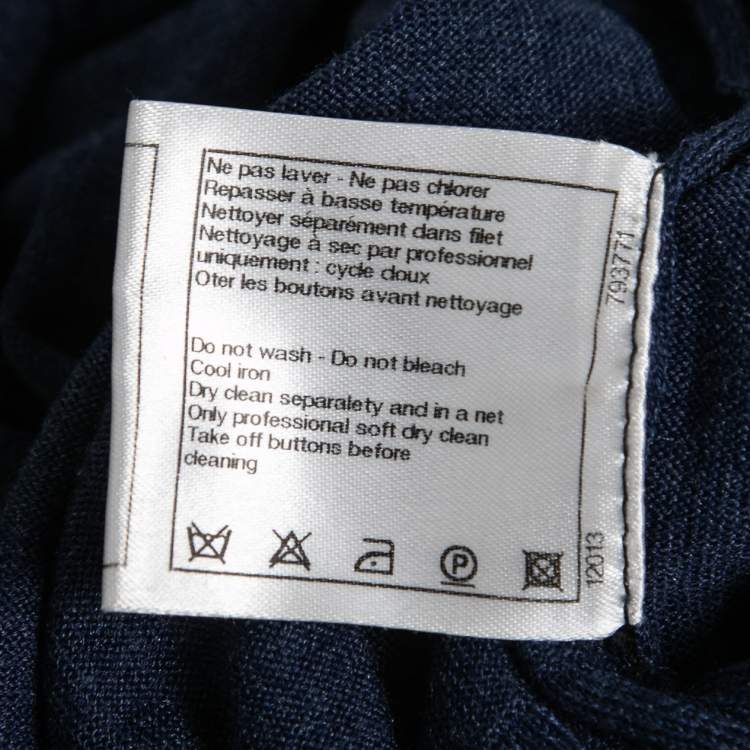 Ne pas laver - Ne pas chlorer
Repasser à basse température
Nettoyer séparément dans filet
Nettoyage à sec par professionnel
uniquement : cycle doux
Oter les boutons avant nettoyage
Do not wash - Do not bleach
Cool iron
Dry clean separalety and in a net
Only professional soft dry clean
Take off buttons before
cleaning
P
793771
12013